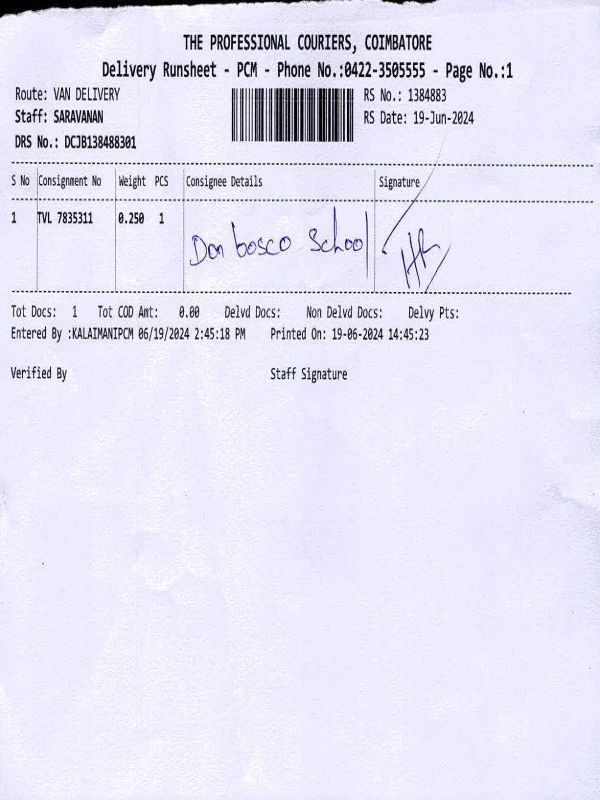 THE PROFESSIONAL COURIERS, COIMBATORE
Delivery Runsheet - PCM - Phone No.:0422-3505555 - Page No.:1
Route: VAN DELIVERY RS No.: 1384883
Staff: SARAVANAN RS Date: 19-Jun-2024
DRS No.: DCJB138488301
S No Consignment No Weight PCS Consignee Details Signature
1 TVL 7835311 0.250 1 Don bosco School
Tot Docs: 1 Tot COD Amt: 0.00 Delvd Docs: Non Delvd Docs: Delvy Pts:
Entered By :KALAIMANIPCM 06/19/2024 2:45:18 PM Printed On: 19-06-2024 14:45:23
Verified By Staff Signature